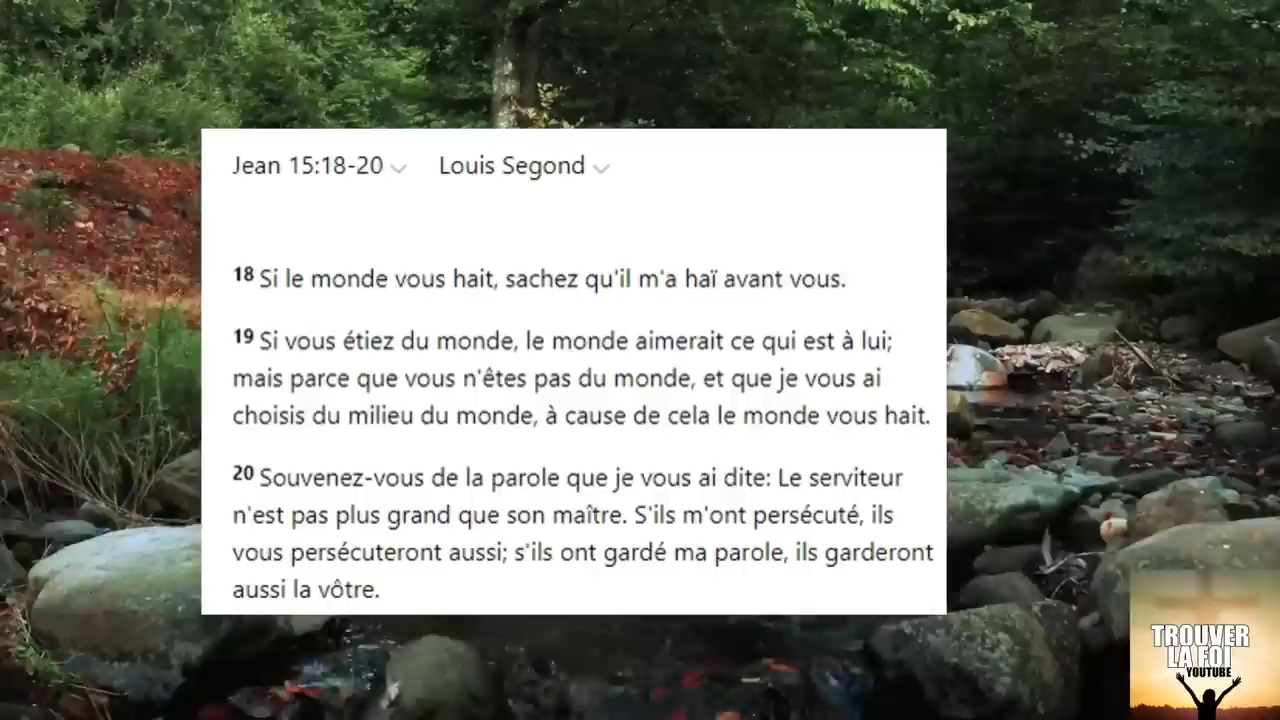 Jean 15:18-20 Louis Segond
18 Si le monde vous hait, sachez qu'il m'a haï avant vous.
19 Si vous étiez du monde, le monde aimerait ce qui est à lui;
mais parce que vous n'êtes pas du monde, et que je vous ai
choisis du milieu du monde, à cause de cela le monde vous hait.
20 Souvenez-vous de la parole que je vous ai dite: Le serviteur
n'est pas plus grand que son maître. S'ils m'ont persécuté, ils
vous persécuteront aussi; s'ils ont gardé ma parole, ils garderont
aussi la vôtre.
TROUVER
LA FOI
YOUTUBE